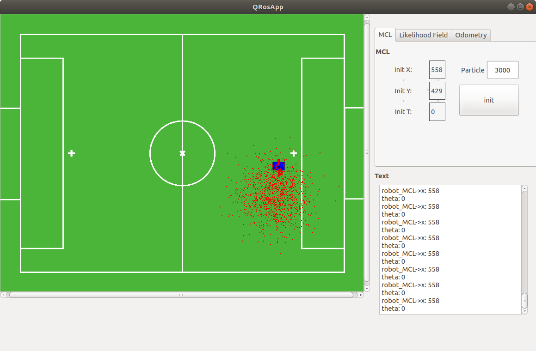 QRosApp
MCL Likelihood Field Odometry
MCL
Init X: 558 Particle 3000
Init Y: 429 init
Init T: 0
Text
robot_MCL->x: 558
theta: 0
robot_MCL->x: 558
theta: 0
robot_MCL->x: 558
theta: 0
robot_MCL->x: 558
theta: 0
robot_MCL->x: 558
theta: 0
robot_MCL->x: 558
theta: 0
robot_MCL->x: 558
theta: 0
robot_MCL->x: 558
theta: 0